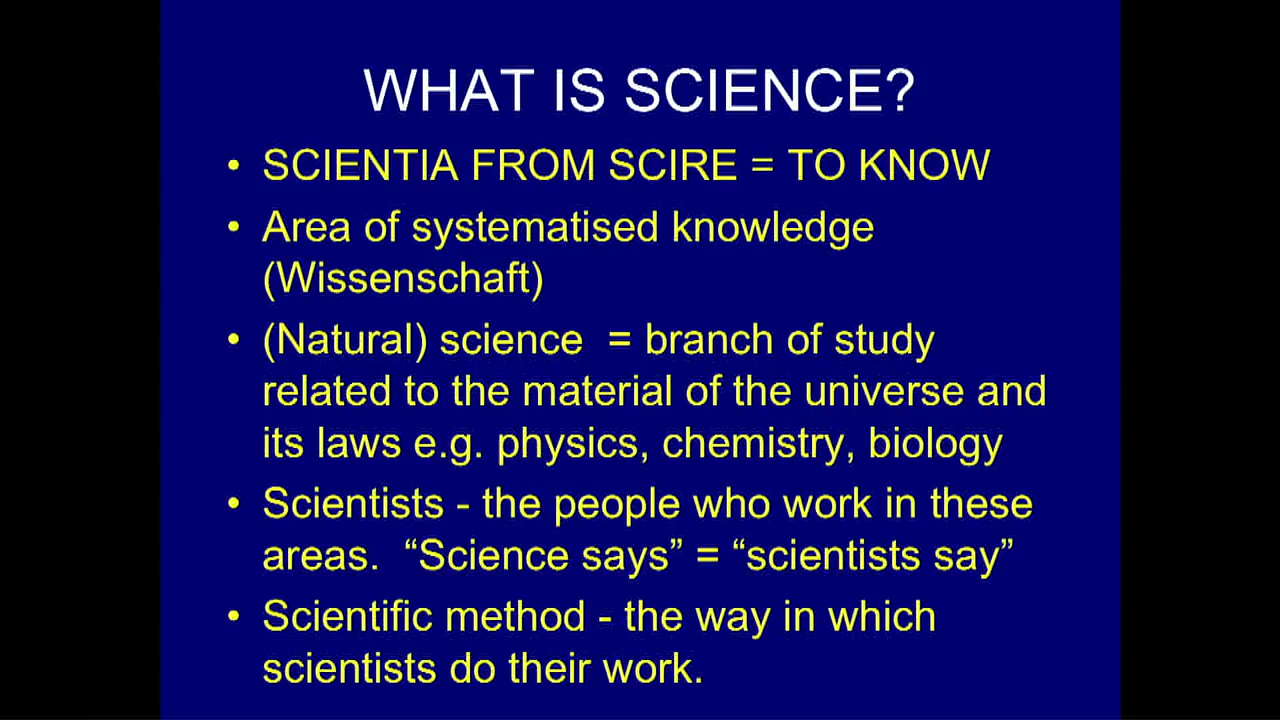 WHAT IS SCIENCE?
• SCIENTIA FROM SCIRE = TO KNOW
• Area of systematised knowledge
(Wissenschaft)
• (Natural) science = branch of study
related to the material of the universe and
its laws e.g. physics, chemistry, biology
• Scientists - the people who work in these
areas. “Science says” = “scientists say”
• Scientific method - the way in which
scientists do their work.